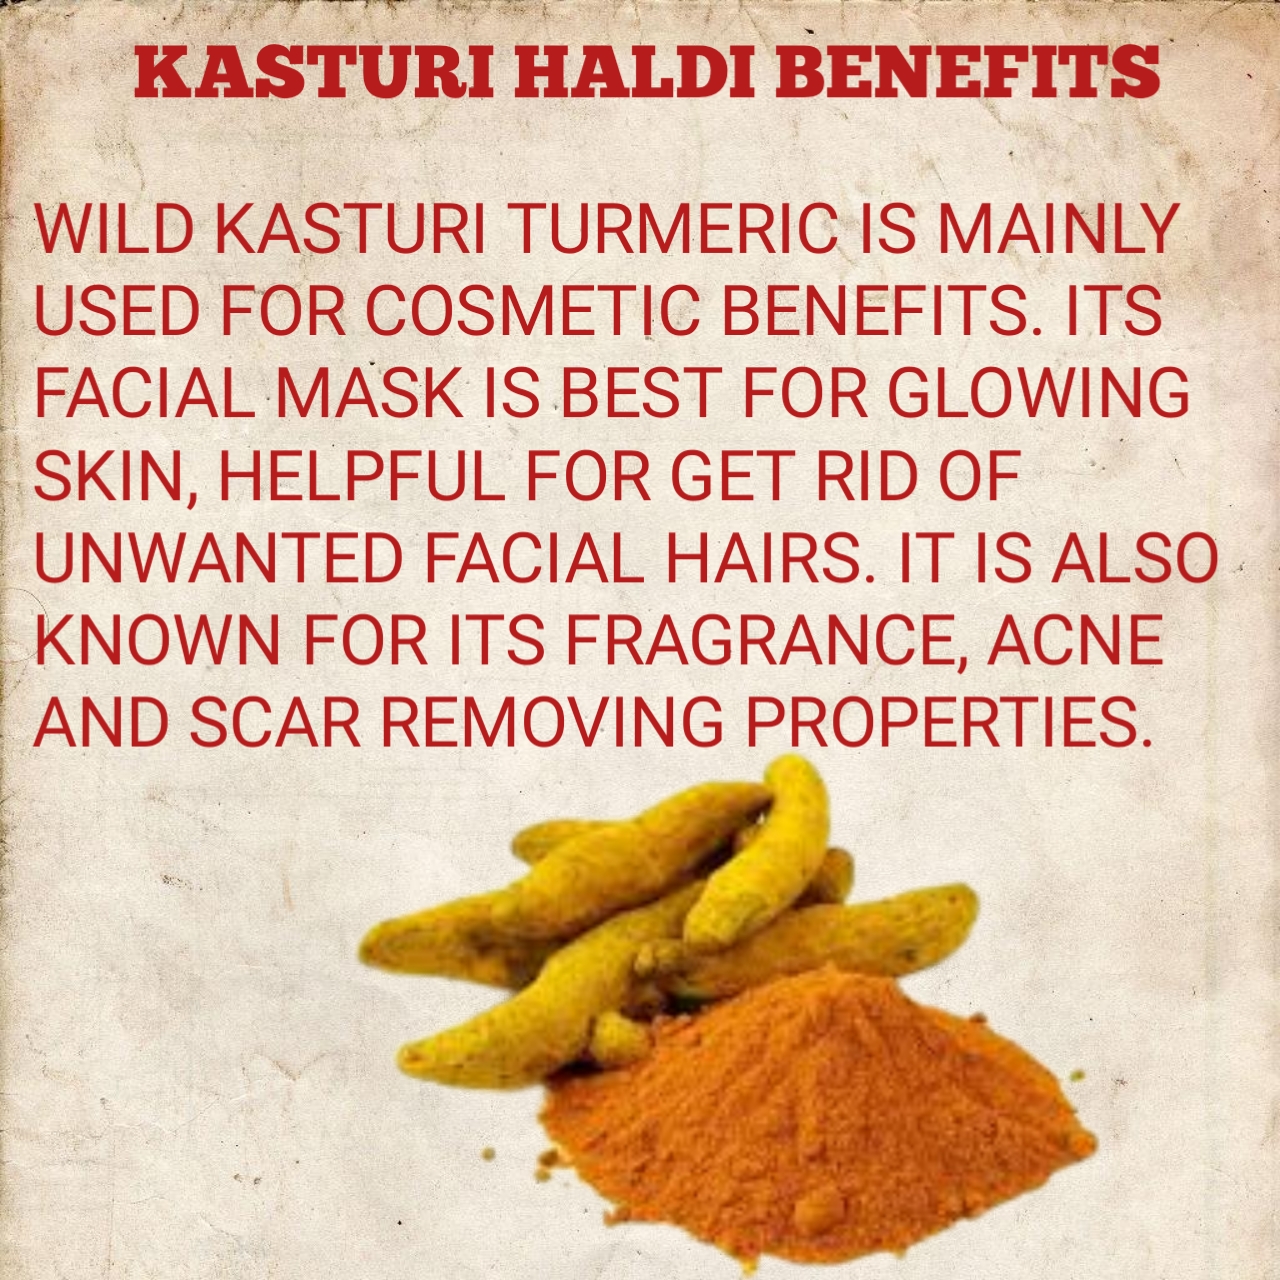 KASTURI HALDI BENEFITS
WILD KASTURI TURMERIC IS MAINLY
USED FOR COSMETIC BENEFITS. ITS
FACIAL MASK IS BEST FOR GLOWING
SKIN, HELPFUL FOR GET RID OF
UNWANTED FACIAL HAIRS. IT IS ALSO
KNOWN FOR ITS FRAGRANCE, ACNE
AND SCAR REMOVING PROPERTIES.